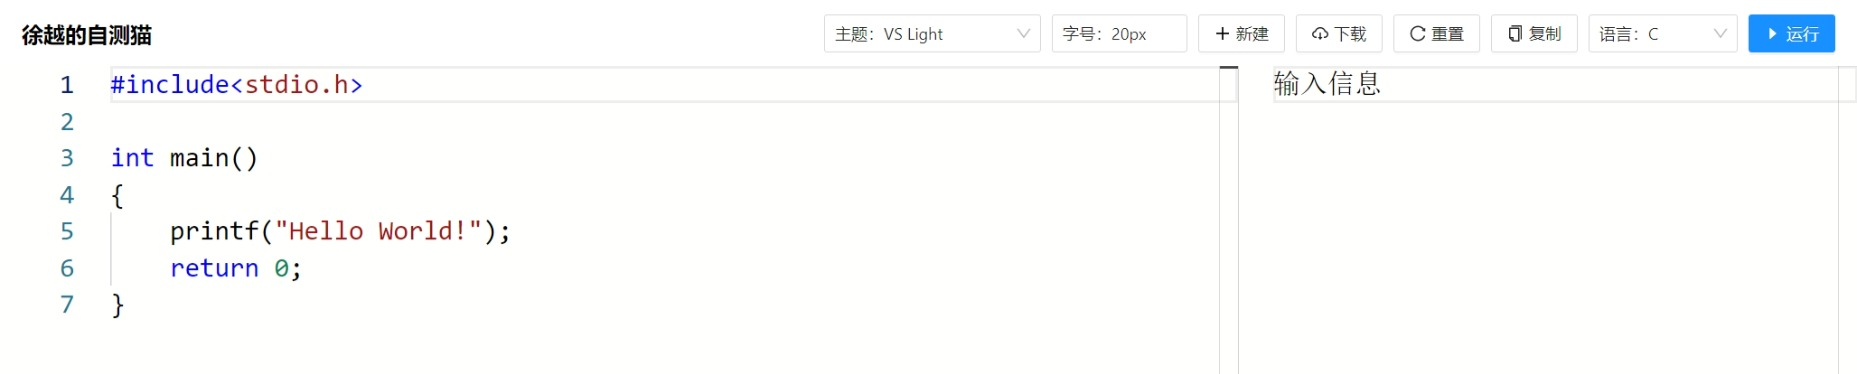 徐越的自测猫
主题：VS Light
字号：20px
新建
下载
重置
复制
语言：C
运行
1 #include<stdio.h>
2
3 int main()
4 {
5     printf("Hello World!");
6     return 0;
7 }
输入信息